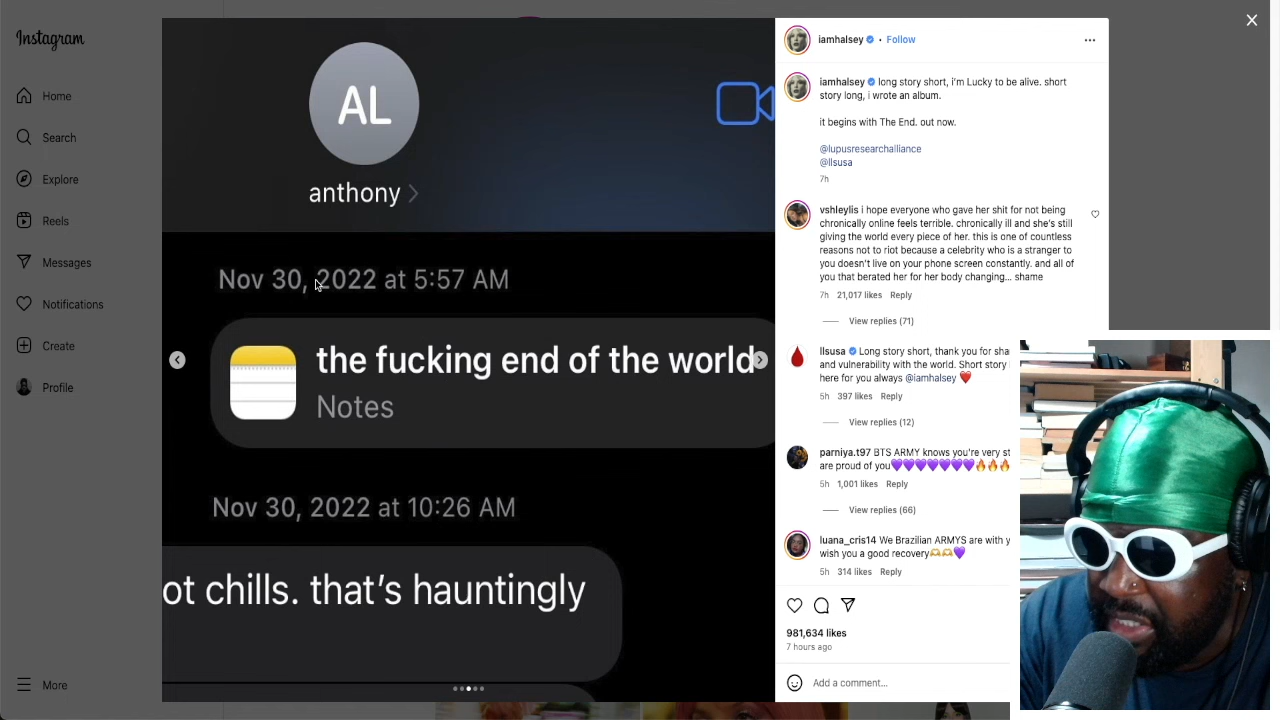 Instagram
Home
Search
Explore
Reels
Messages
Notifications
Create
Profile
More
AL
anthony
Nov 30, 2022 at 5:57 AM
the fucking end of the world
Notes
Nov 30, 2022 at 10:26 AM
ot chills. that's hauntingly
iamhalsey • Follow
iamhalsey long story short, i'm Lucky to be alive. short
story long, i wrote an album.
it begins with The End. out now.
@lupusresearchalliance
@llsusa
7h
vshleylis i hope everyone who gave her shit for not being
chronically online feels terrible. chronically ill and she's still
giving the world every piece of her. this is one of countless
reasons not to riot because a celebrity who is a stranger to
you doesn't live on your phone screen constantly. and all of
you that berated her for her body changing... shame
7h 21,017 likes Reply
View replies (71)
llsusa Long story short, thank you for sha
and vulnerability with the world. Short story
here for you always @iamhalsey ❤️
5h 397 likes Reply
View replies (12)
parniya.t97 BTS ARMY knows you're very st
are proud of you💜💜💜💜💜💜💜🔥🔥🔥
5h 1,001 likes Reply
View replies (66)
luana_cris14 We Brazilian ARMYS are with y
wish you a good recovery🫶🫶💜
5h 314 likes Reply
981,634 likes
7 hours ago
Add a comment...